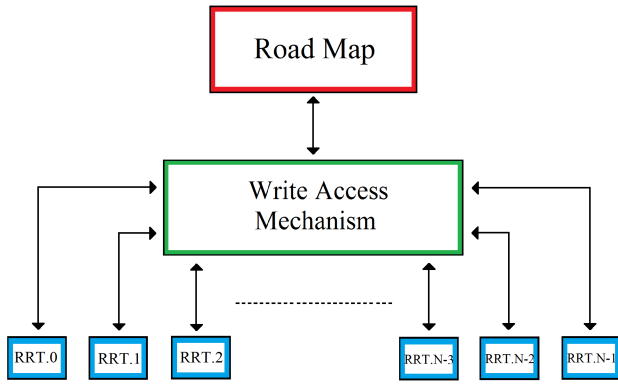 Road Map
Write Access
Mechanism
RRT.0
RRT.1
RRT.2
RRT.N-3
RRT.N-2
RRT.N-1